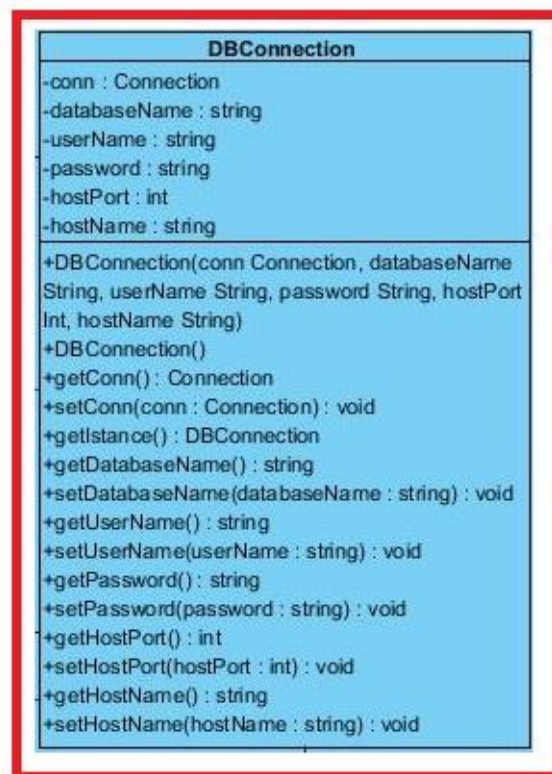 DBConnection
-conn : Connection
-databaseName : string
-userName : string
-password : string
-hostPort : int
-hostName : string
+DBConnection(conn Connection, databaseName
String, userName String, password String, hostPort
Int, hostName String)
+DBConnection()
+getConn() : Connection
+setConn(conn : Connection) : void
+getIstance() : DBConnection
+getDatabaseName() : string
+setDatabaseName(databaseName : string) : void
+getUserName() : string
+setUserName(userName : string) : void
+getPassword() : string
+setPassword(password : string) : void
+getHostPort() : int
+setHostPort(hostPort : int) : void
+getHostName() : string
+setHostName(hostName : string) : void